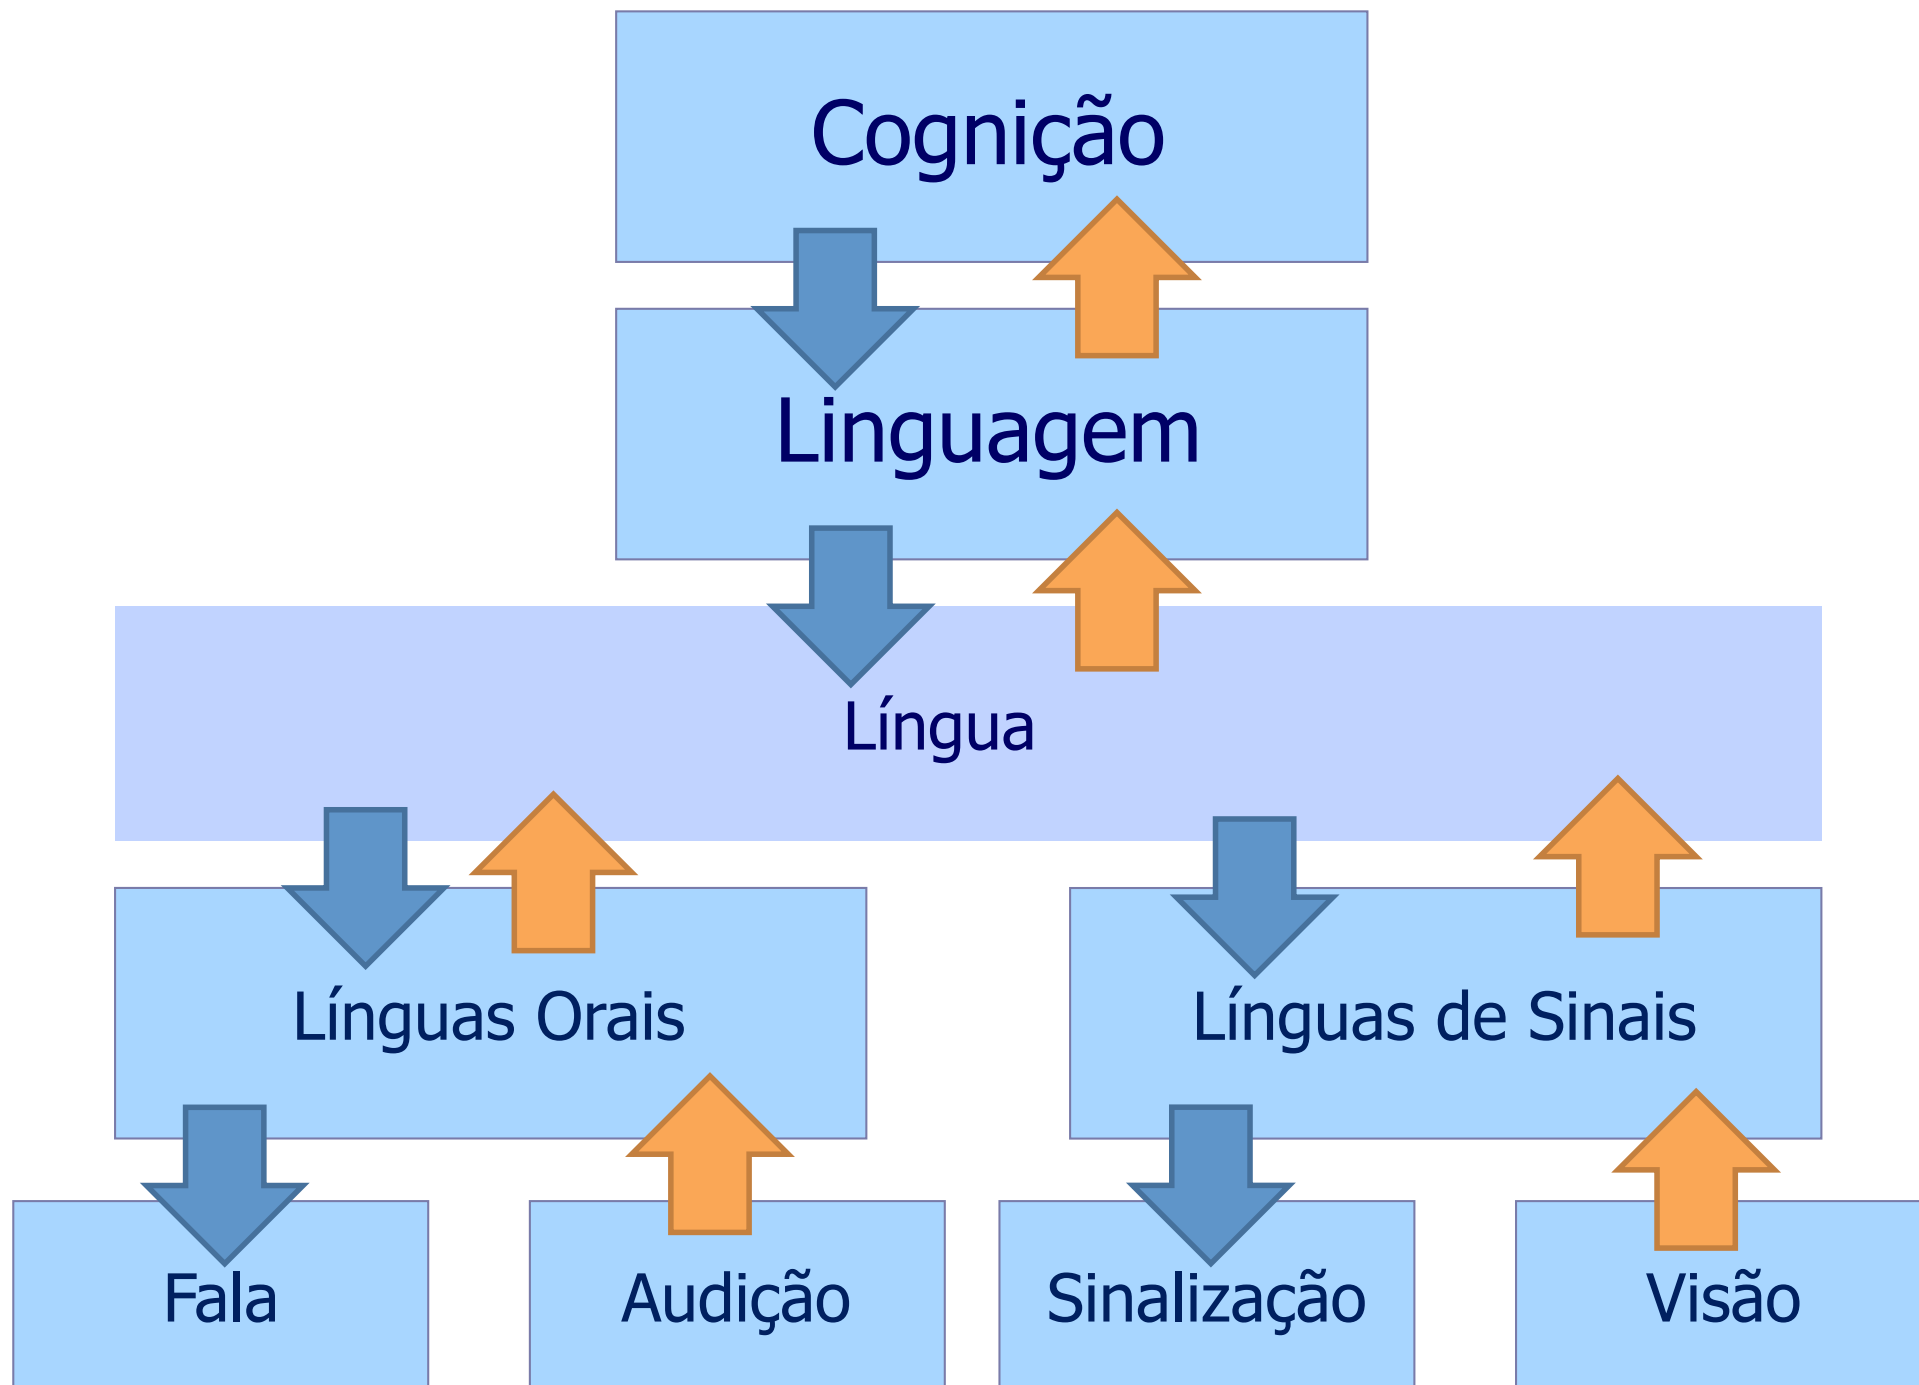 Cognição
Linguagem
Língua
Línguas Orais
Línguas de Sinais
Fala
Audição
Sinalização
Visão